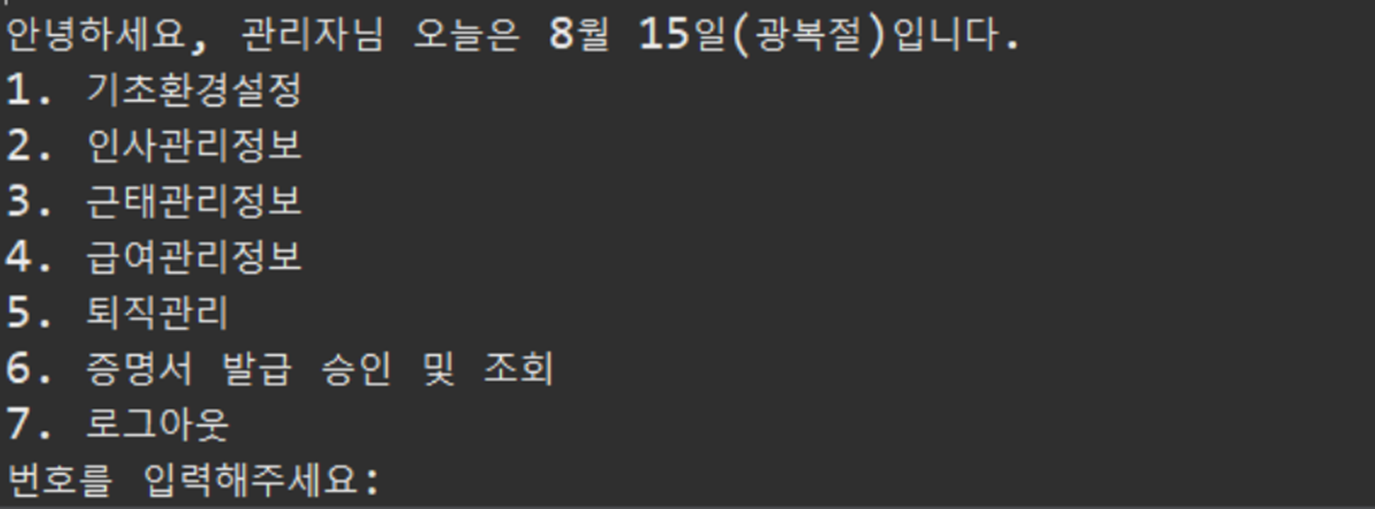 안녕하세요, 관리자님 오늘은 8월 15일(광복절)입니다.
1. 기초환경설정
2. 인사관리정보
3. 근태관리정보
4. 급여관리정보
5. 퇴직관리
6. 증명서 발급 승인 및 조회
7. 로그아웃
번호를 입력해주세요: